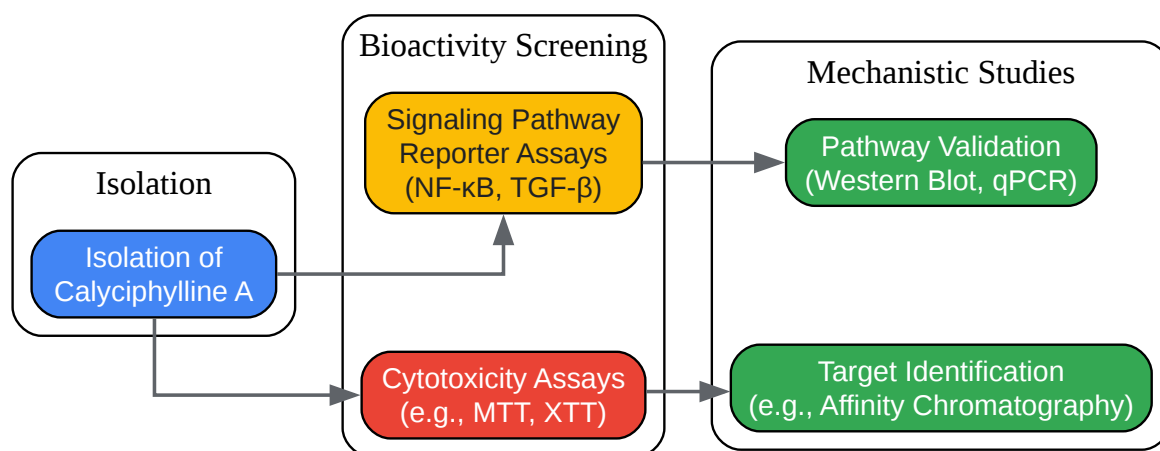 Isolation
Isolation of
Calyciphylline A
Bioactivity Screening
Signaling Pathway
Reporter Assays
(NF-κB, TGF-β)
Cytotoxicity Assays
(e.g., MTT, XTT)
Mechanistic Studies
Pathway Validation
(Western Blot, qPCR)
Target Identification
(e.g., Affinity Chromatography)